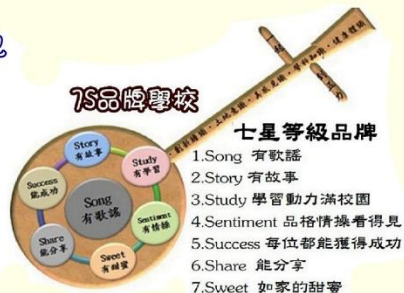 7S品牌學校
七星等級品牌
1.Song 有歌謠
2.Story 有故事
3.Study 學習動力滿校園
4.Sentiment 品格情操看得見
5.Success 每位都能獲得成功
6.Share 能分享
7.Sweet 如家的甜蜜
Story
有故事
Study
有學習
Sentiment
有情操
Sweet
有甜蜜
Share
能分享
Success
能成功
Song
有歌謠